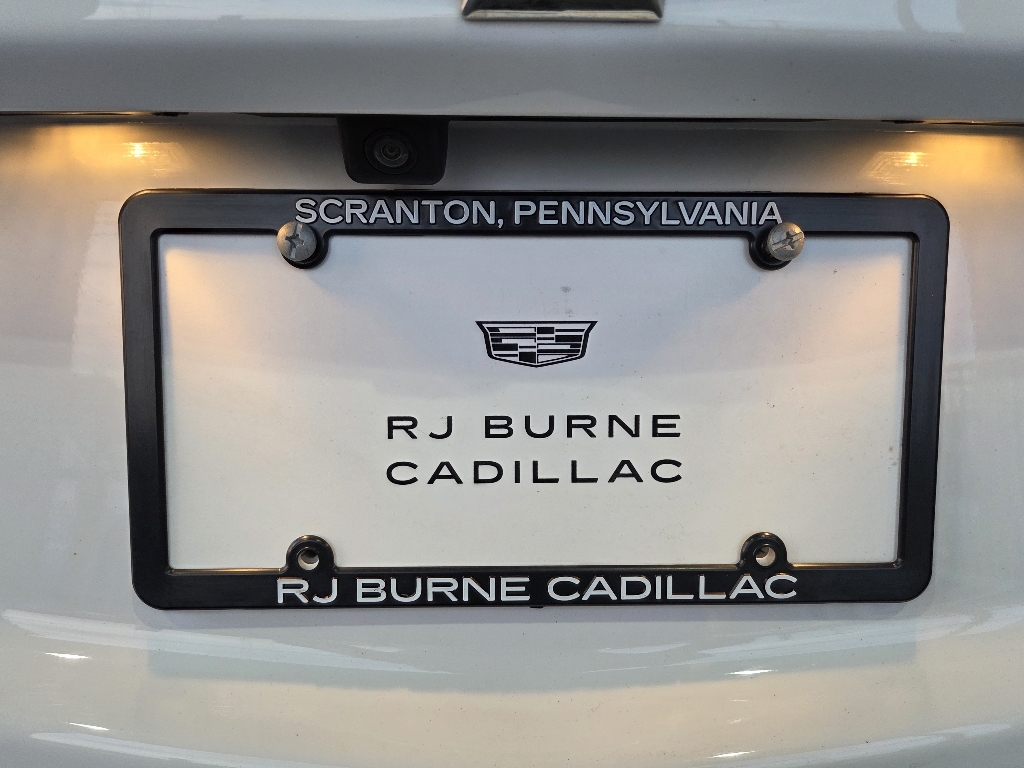 SCRANTON, PENNSYLVANIA
RJ BURNE
CADILLAC
RJ BURNE CADILLAC